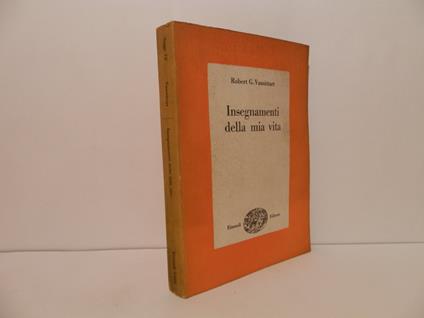 Robert G. Vansittart
Insegnamenti
della mia vita
Einaudi Editore